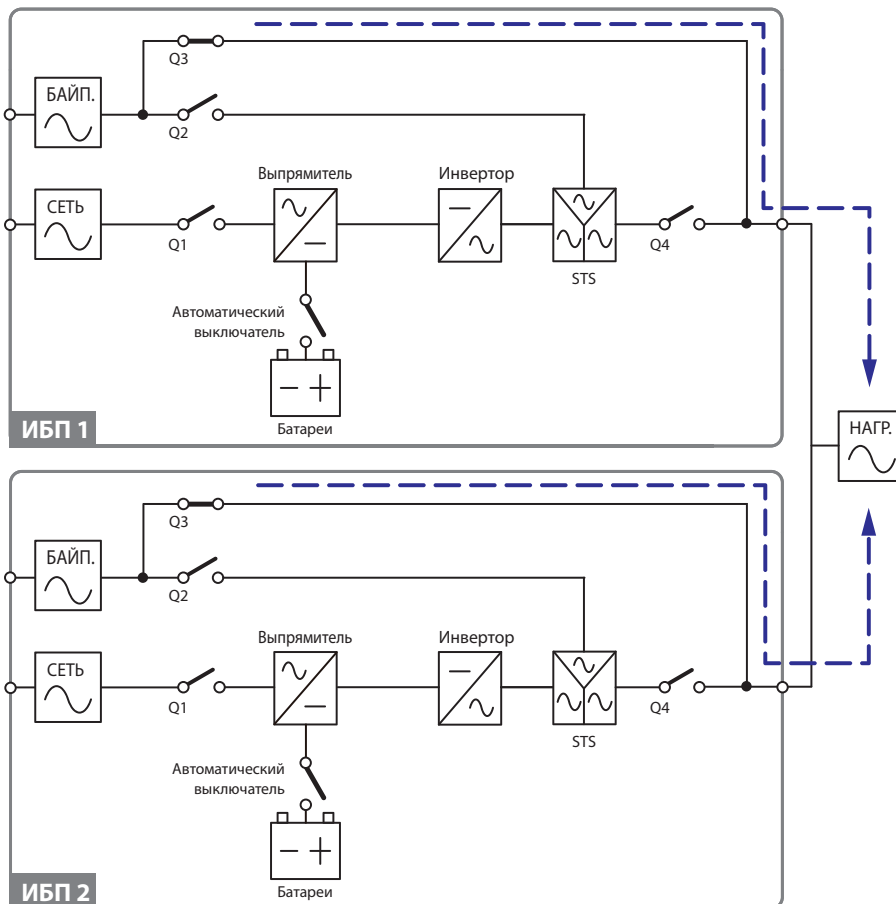 Q3
БАЙП.
Q2
Выпрямитель
Инвертор
СЕТЬ
Q1
Q4
STS
Автоматический
выключатель
Батареи
ИБП 1
НАГР.
Q3
БАЙП.
Q2
Выпрямитель
Инвертор
СЕТЬ
Q1
Q4
STS
Автоматический
выключатель
Батареи
ИБП 2